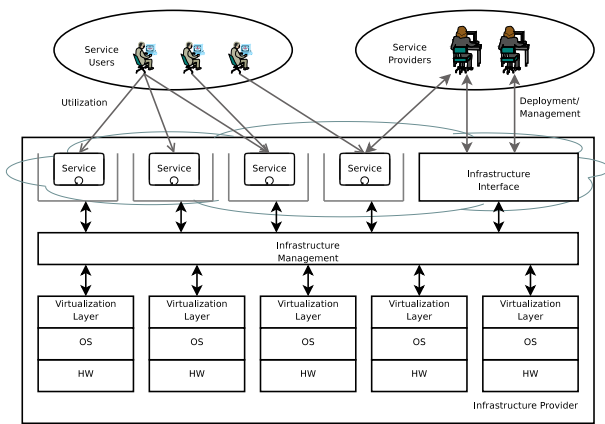 Service
Users
Service
Providers
Utilization
Deployment/
Management
Service
Service
Service
Service
Infrastructure
Interface
Infrastructure
Management
Virtualization
Layer
Virtualization
Layer
Virtualization
Layer
Virtualization
Layer
Virtualization
Layer
OS
OS
OS
OS
OS
HW
HW
HW
HW
HW
Infrastructure Provider